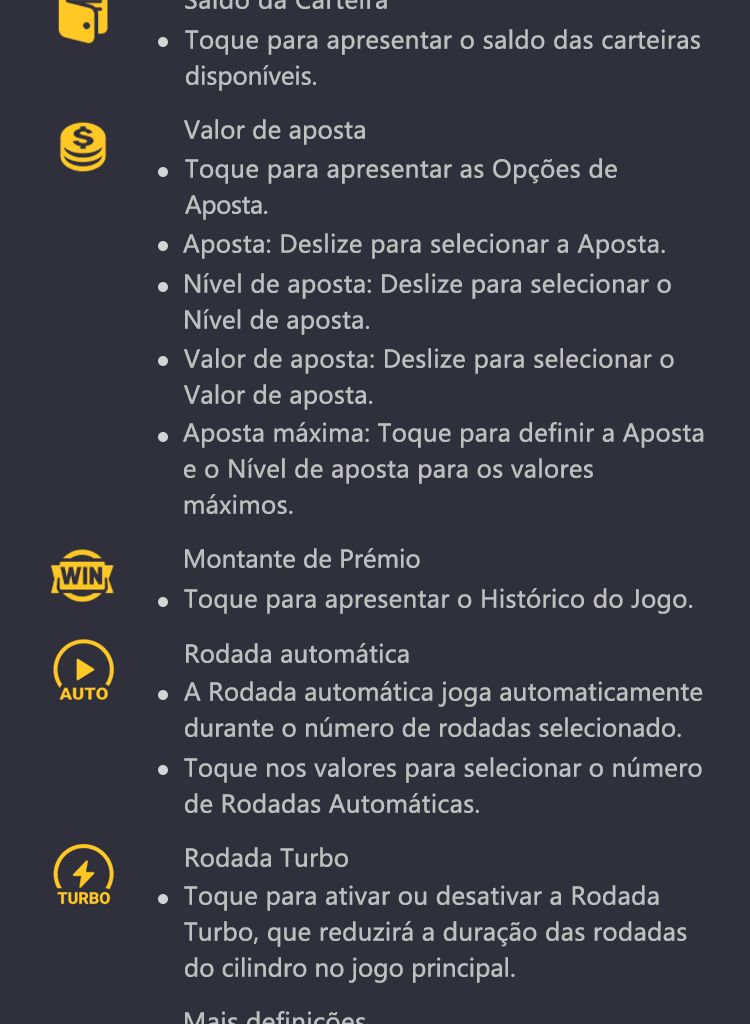 Saldo da Carteira
• Toque para apresentar o saldo das carteiras
disponíveis.
$
Valor de aposta
• Toque para apresentar as Opções de
Aposta.
• Aposta: Deslize para selecionar a Aposta.
• Nível de aposta: Deslize para selecionar o
Nível de aposta.
• Valor de aposta: Deslize para selecionar o
Valor de aposta.
• Aposta máxima: Toque para definir a Aposta
e o Nível de aposta para os valores
máximos.
WIN
Montante de Prémio
• Toque para apresentar o Histórico do Jogo.
AUTO
Rodada automática
• A Rodada automática joga automaticamente
durante o número de rodadas selecionado.
• Toque nos valores para selecionar o número
de Rodadas Automáticas.
TURBO
Rodada Turbo
• Toque para ativar ou desativar a Rodada
Turbo, que reduzirá a duração das rodadas
do cilindro no jogo principal.
Mais definições